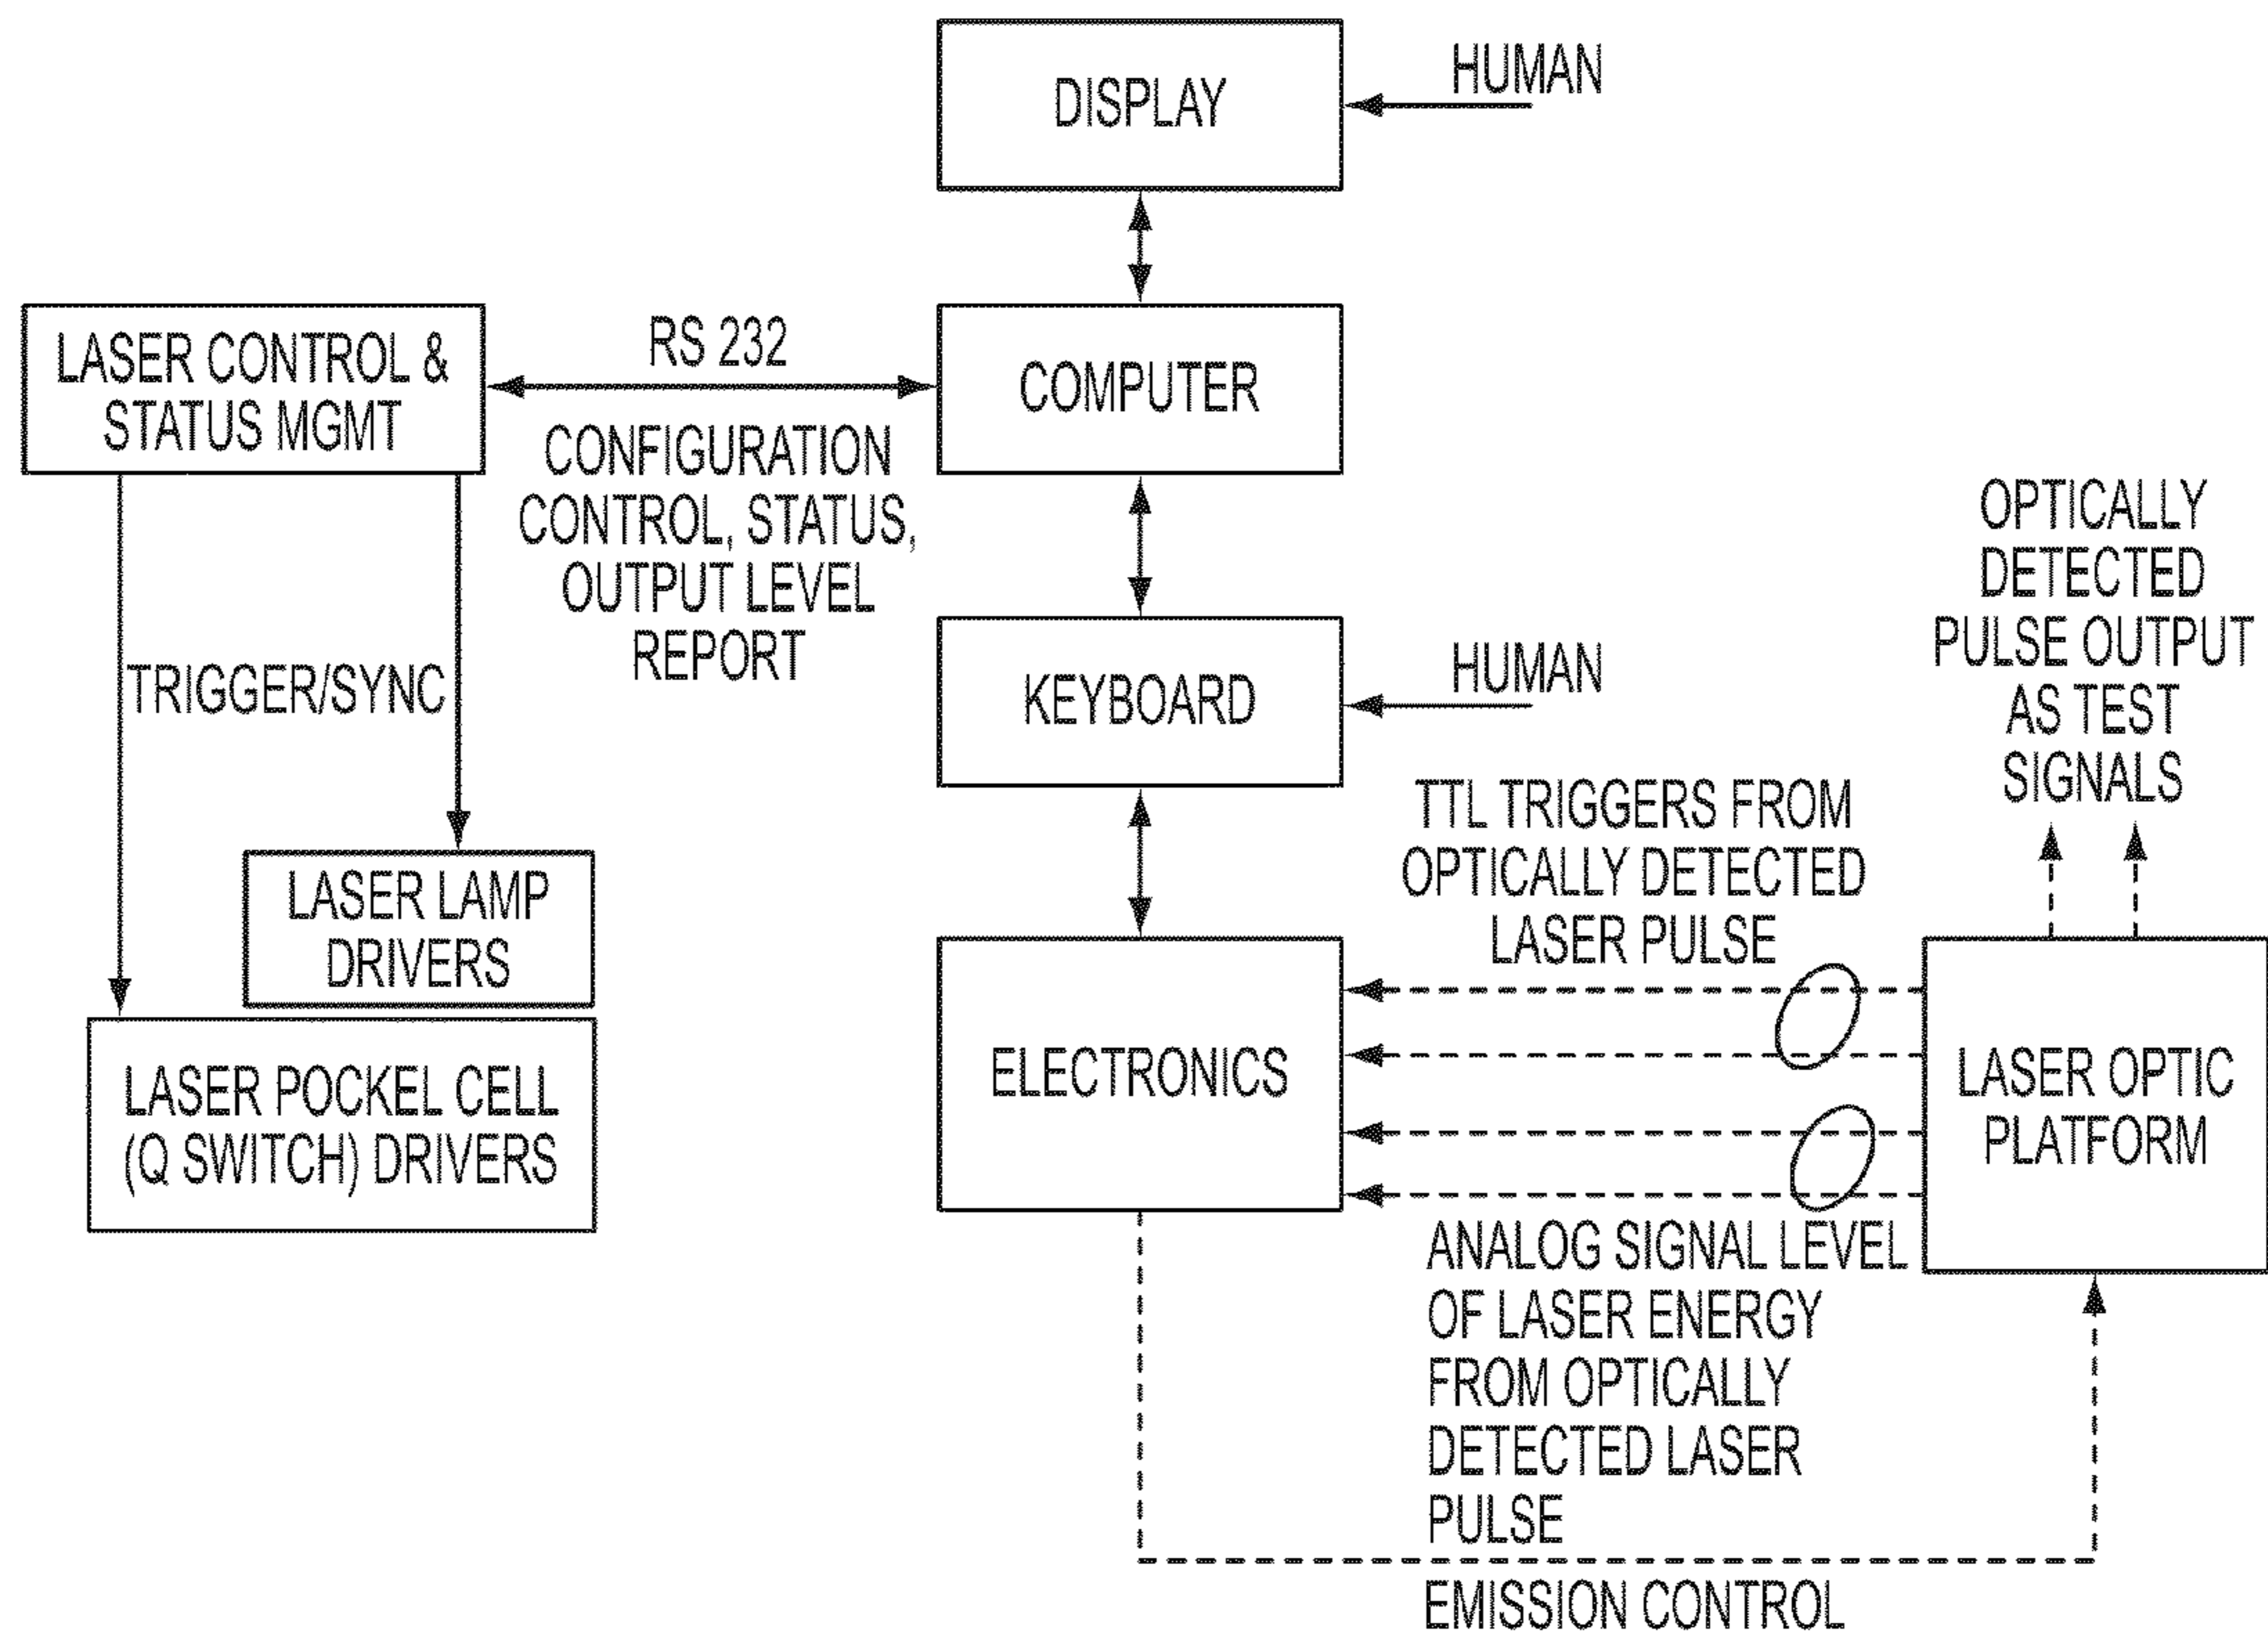 DISPLAY
HUMAN
LASER CONTROL &
STATUS MGMT
RS 232
COMPUTER
CONFIGURATION
CONTROL, STATUS,
OUTPUT LEVEL
REPORT
TRIGGER/SYNC
KEYBOARD
HUMAN
OPTICALLY
DETECTED
PULSE OUTPUT
AS TEST
SIGNALS
TTL TRIGGERS FROM
OPTICALLY DETECTED
LASER PULSE
LASER LAMP
DRIVERS
LASER POCKEL CELL
(Q SWITCH) DRIVERS
ELECTRONICS
LASER OPTIC
PLATFORM
ANALOG SIGNAL LEVEL
OF LASER ENERGY
FROM OPTICALLY
DETECTED LASER
PULSE
EMISSION CONTROL